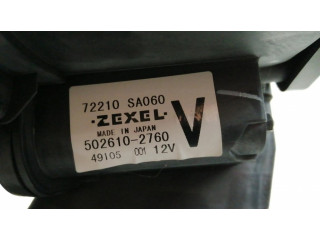 72210 SA060
·ZEXEL·
MADE IN JAPAN
502610-2760
49105 001 12V
V